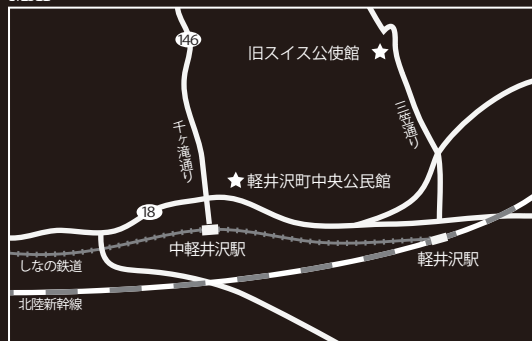 146
旧スイス公使館
三笠通り
千ヶ滝通り
軽井沢町中央公民館
18
中軽井沢駅
軽井沢駅
しなの鉄道
北陸新幹線